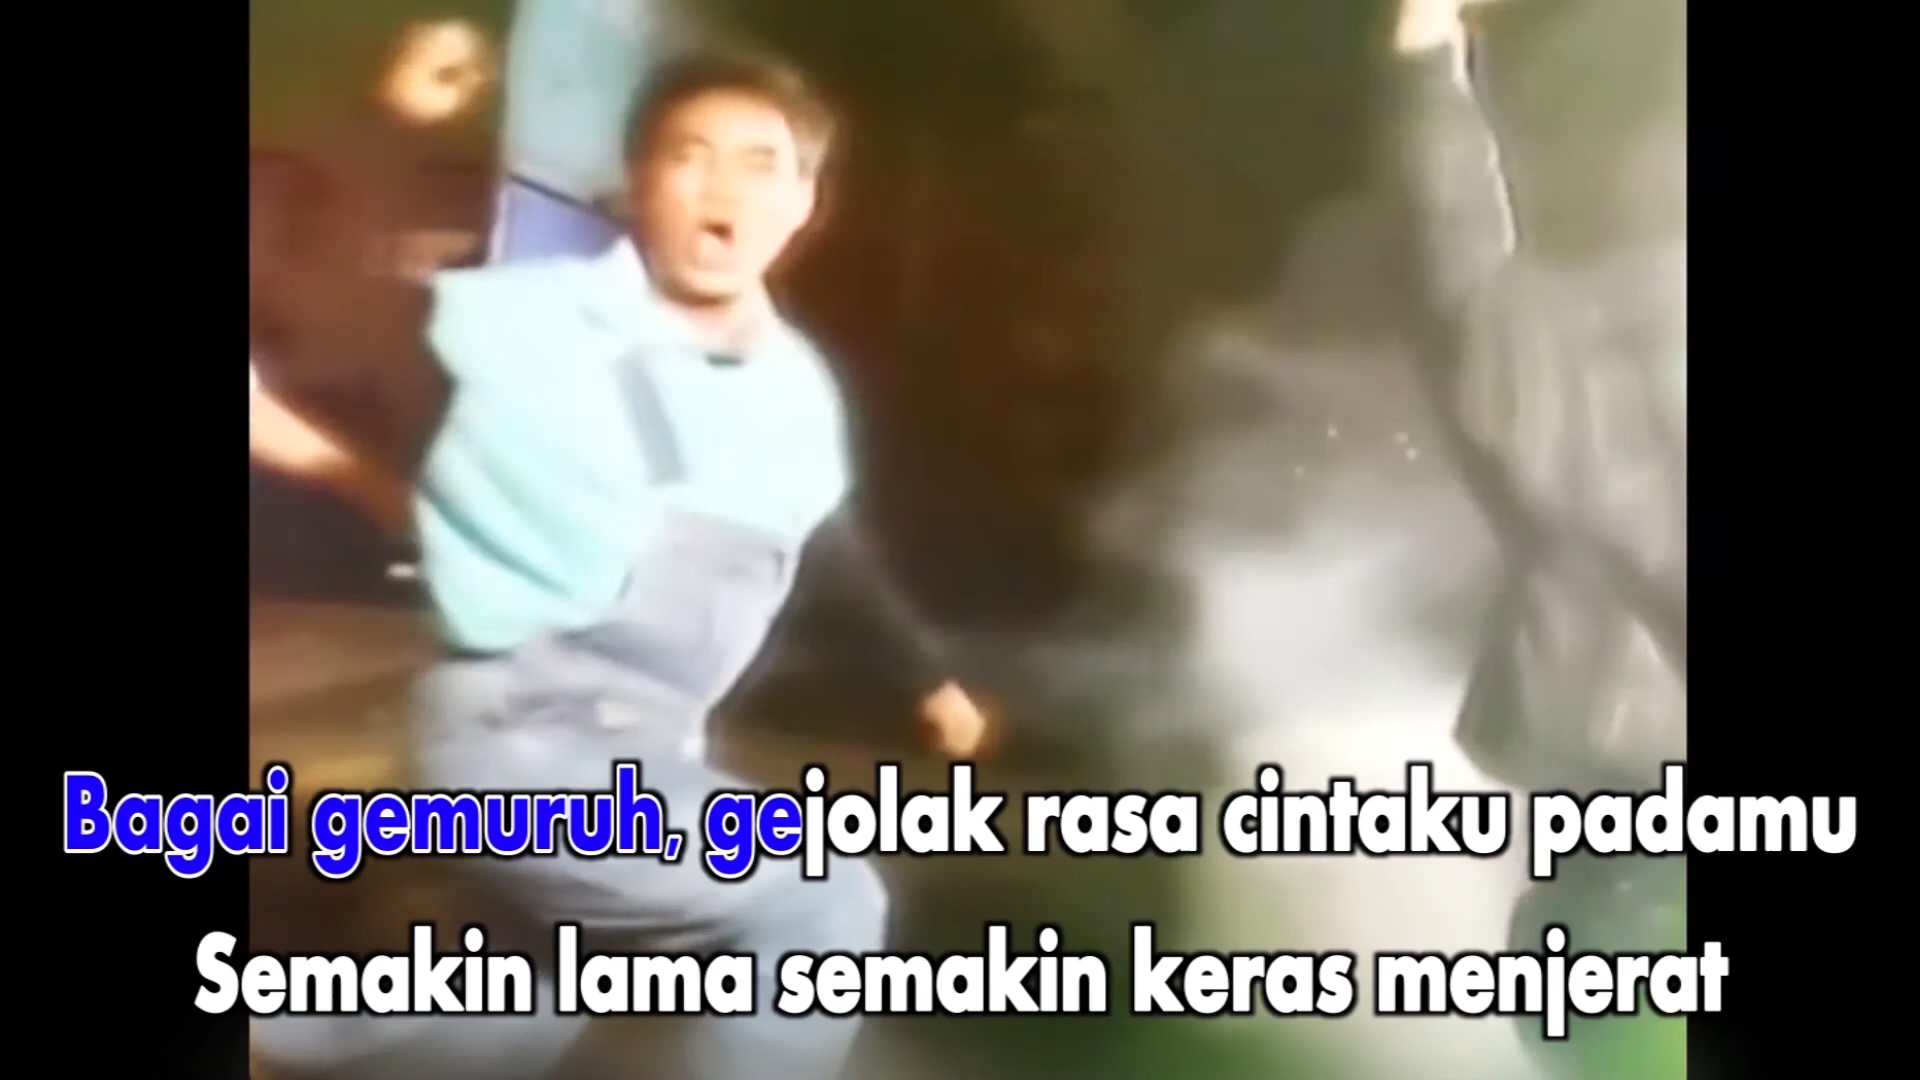 Bagai gemuruh, gejolak rasa cintaku padamu
Semakin lama semakin keras menjerat